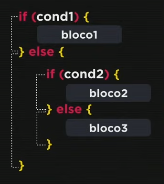 if (cond1) {
bloco1
} else {
if (cond2) {
bloco2
} else {
bloco3
}
}